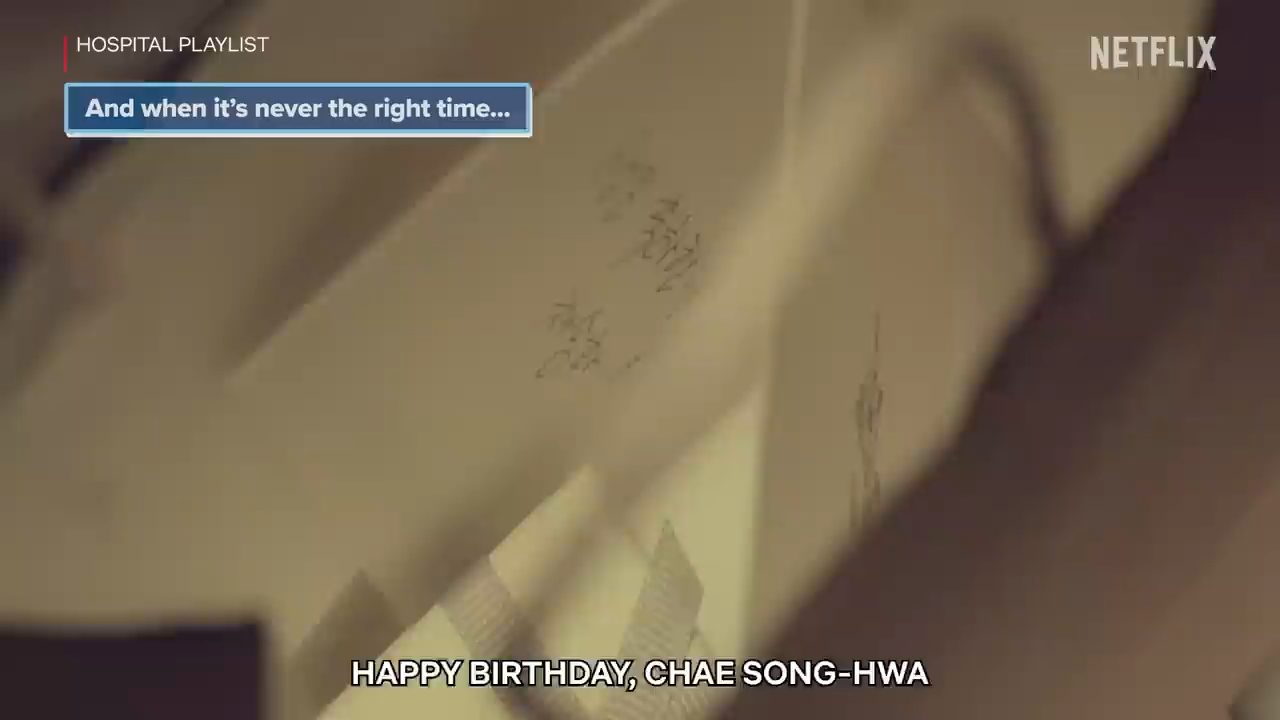 HOSPITAL PLAYLIST
NETFLIX
And when it’s never the right time...
HAPPY BIRTHDAY, CHAE SONG-HWA